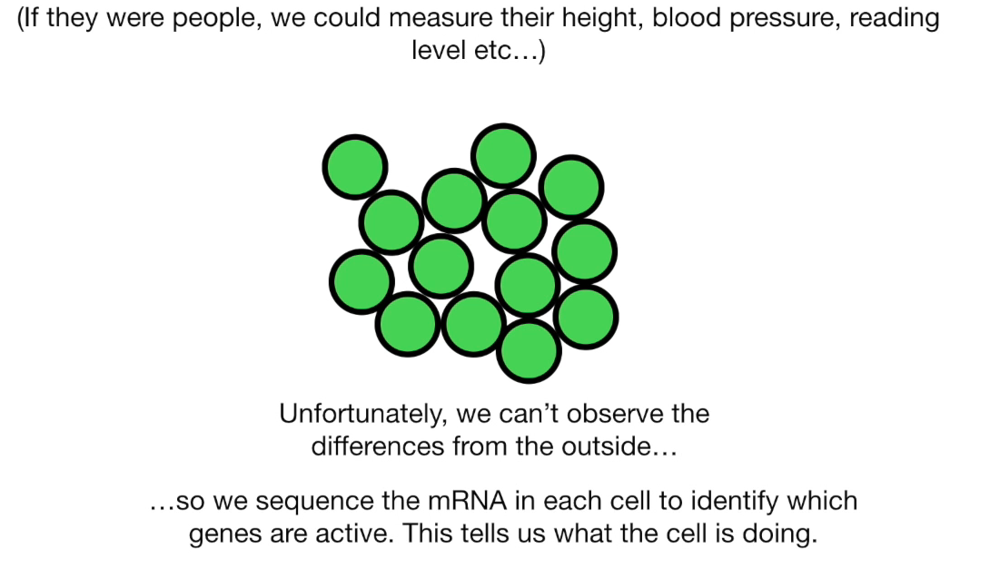 (If they were people, we could measure their height, blood pressure, reading
level etc…)
Unfortunately, we can’t observe the
differences from the outside…
…so we sequence the mRNA in each cell to identify which
genes are active. This tells us what the cell is doing.